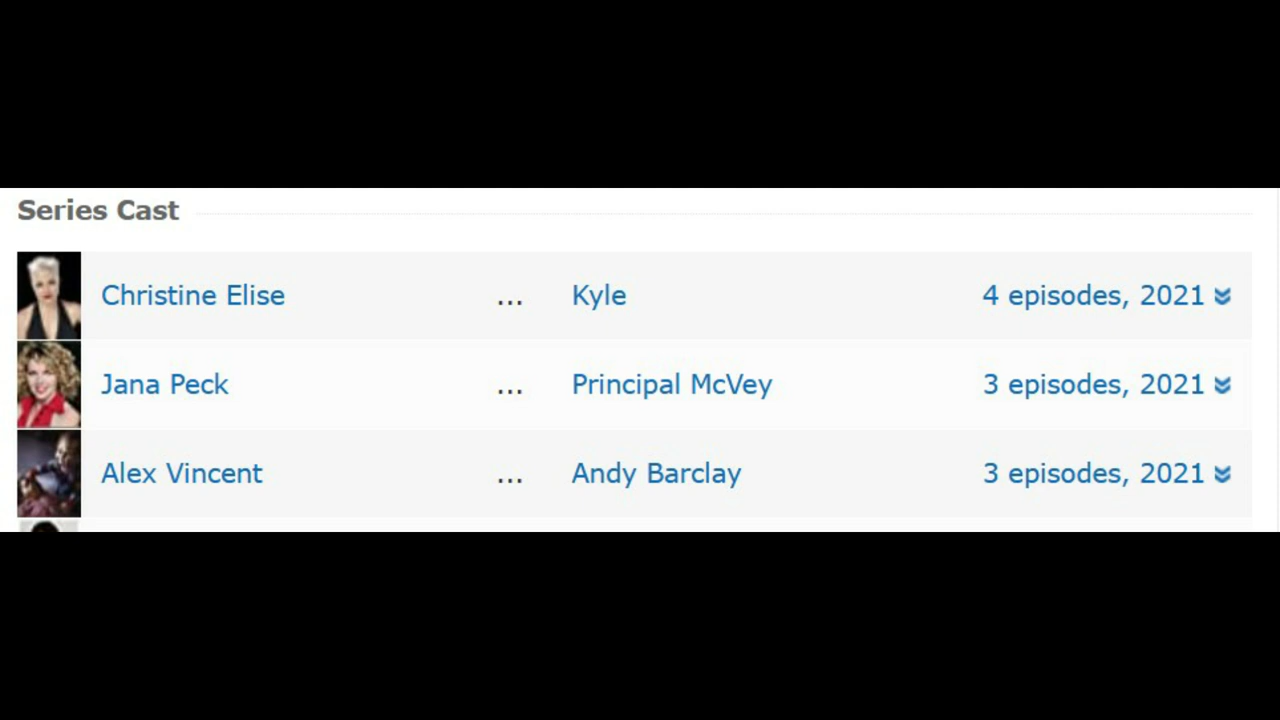 Series Cast
Christine Elise ... Kyle 4 episodes, 2021
Jana Peck ... Principal McVey 3 episodes, 2021
Alex Vincent ... Andy Barclay 3 episodes, 2021